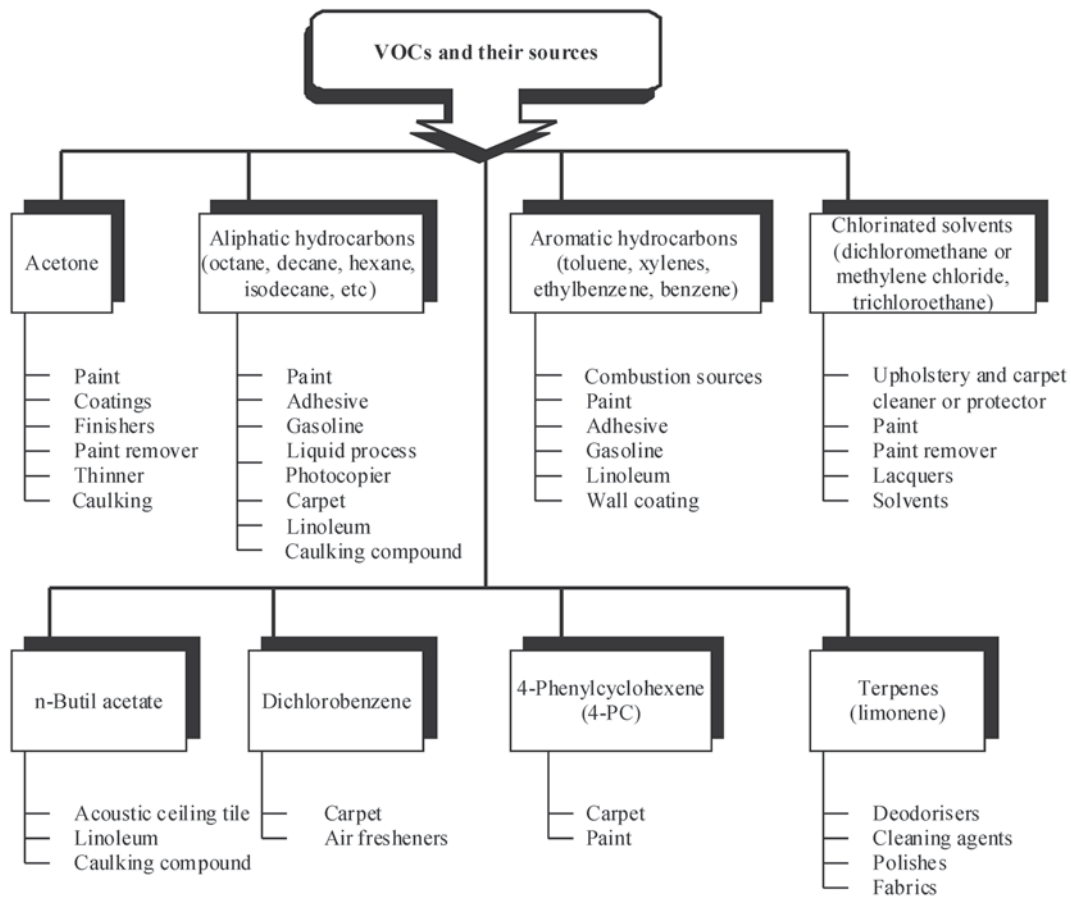 VOCs and their sources
Acetone
Paint
Coatings
Finishers
Paint remover
Thinner
Caulking
Aliphatic hydrocarbons
(octane, decane, hexane,
isodecane, etc)
Paint
Adhesive
Gasoline
Liquid process
Photocopier
Carpet
Linoleum
Caulking compound
Aromatic hydrocarbons
(toluene, xylenes,
ethylbenzene, benzene)
Combustion sources
Paint
Adhesive
Gasoline
Linoleum
Wall coating
Chlorinated solvents
(dichloromethane or
methylene chloride,
trichloroethane)
Upholstery and carpet
cleaner or protector
Paint
Paint remover
Lacquers
Solvents
n-Butil acetate
Acoustic ceiling tile
Linoleum
Caulking compound
Dichlorobenzene
Carpet
Air fresheners
4-Phenylcyclohexene
(4-PC)
Carpet
Paint
Terpenes
(limonene)
Deodorisers
Cleaning agents
Polishes
Fabrics